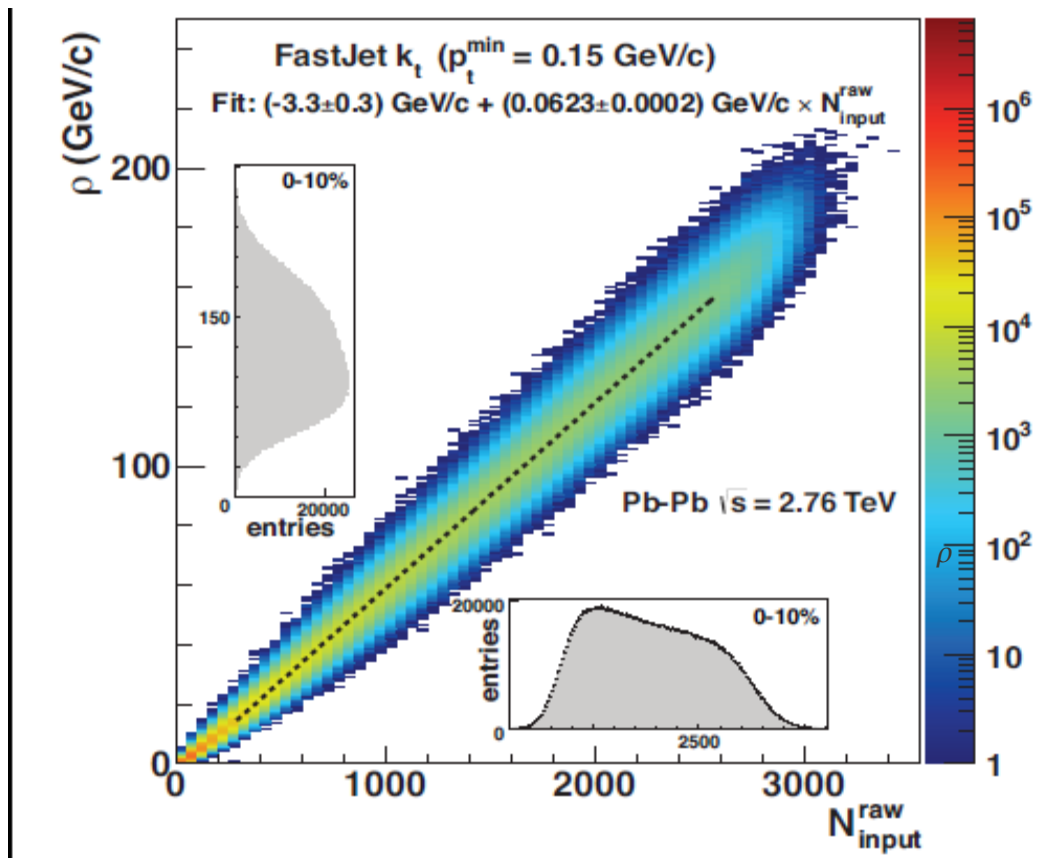 FastJet k_t (p_t^min = 0.15 GeV/c)
Fit: (-3.3±0.3) GeV/c + (0.0623±0.0002) GeV/c × N_input^raw
ρ (GeV/c)
200
100
0
0-10%
150
0
20000
entries
Pb-Pb √s = 2.76 TeV
20000
0-10%
entries
0
2500
0
1000
2000
3000
N_input^raw
10^6
10^5
10^4
10^3
10^2
ρ
10
1